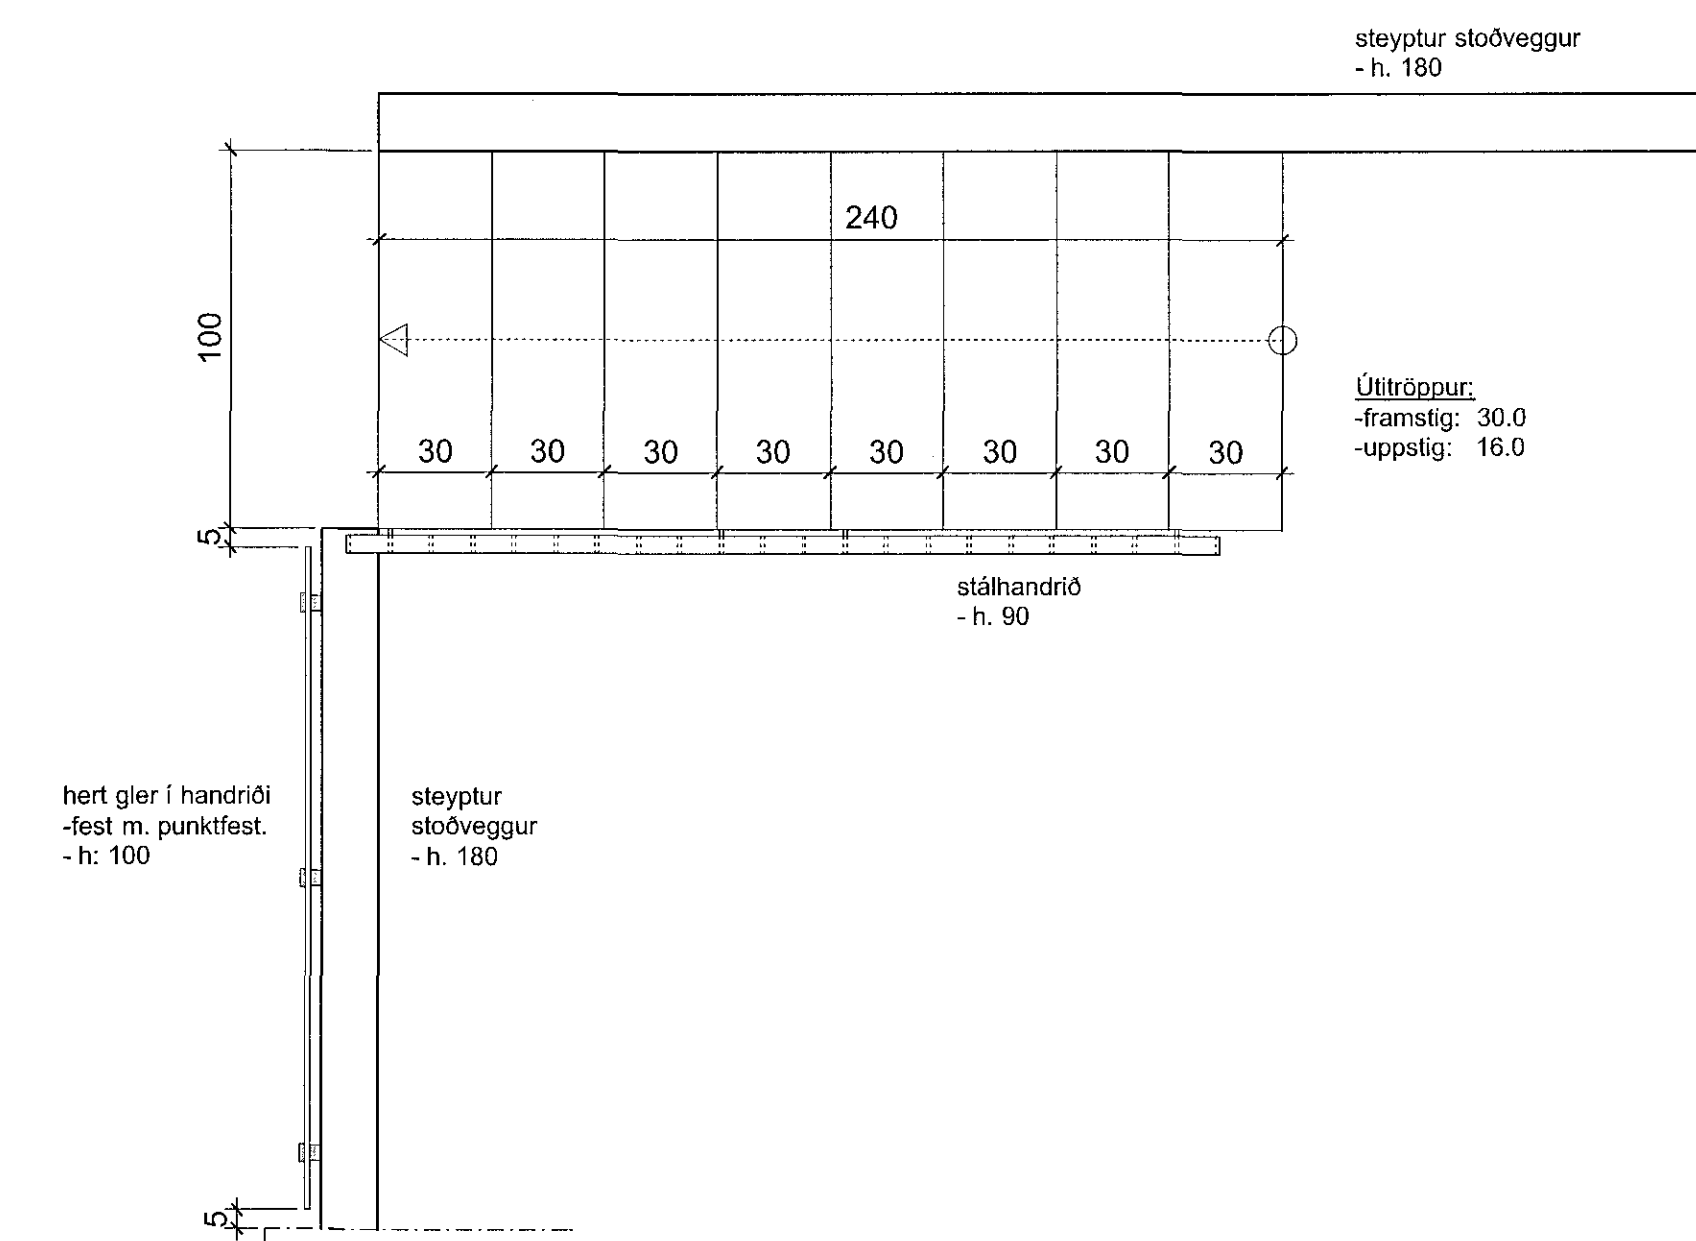 steyptur stoðveggur
- h. 180
240
100
Útitröppur:
-framstig: 30.0
-uppstig: 16.0
30 30 30 30 30 30 30 30
5
stálhandrið
- h. 90
hert gler í handriði
-fest m. punktfest.
- h: 100
steyptur
stoðveggur
- h. 180
5